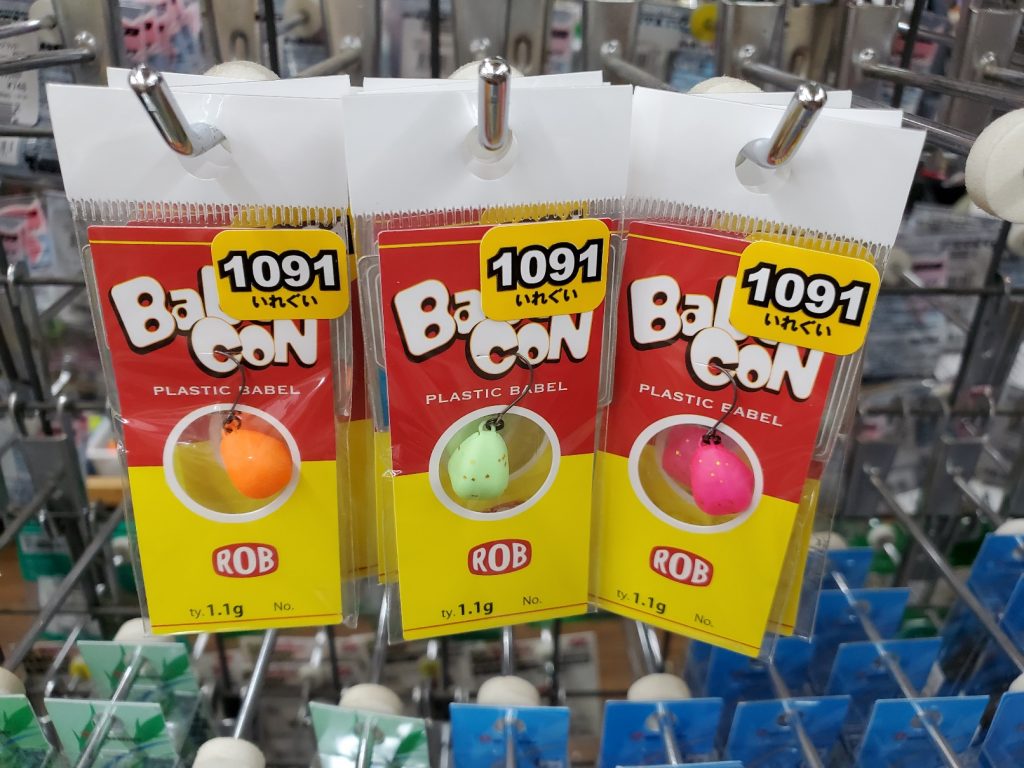 1091
いれぐい
Ba
CoN
PLASTIC BABEL
ROB
ty. 1.1g No.
1091
いれぐい
Ba
CoN
PLASTIC BABEL
ROB
ty. 1.1g No.
1091
いれぐい
Bab
CoN
PLASTIC BABEL
ROB
ty. 1.1g No.